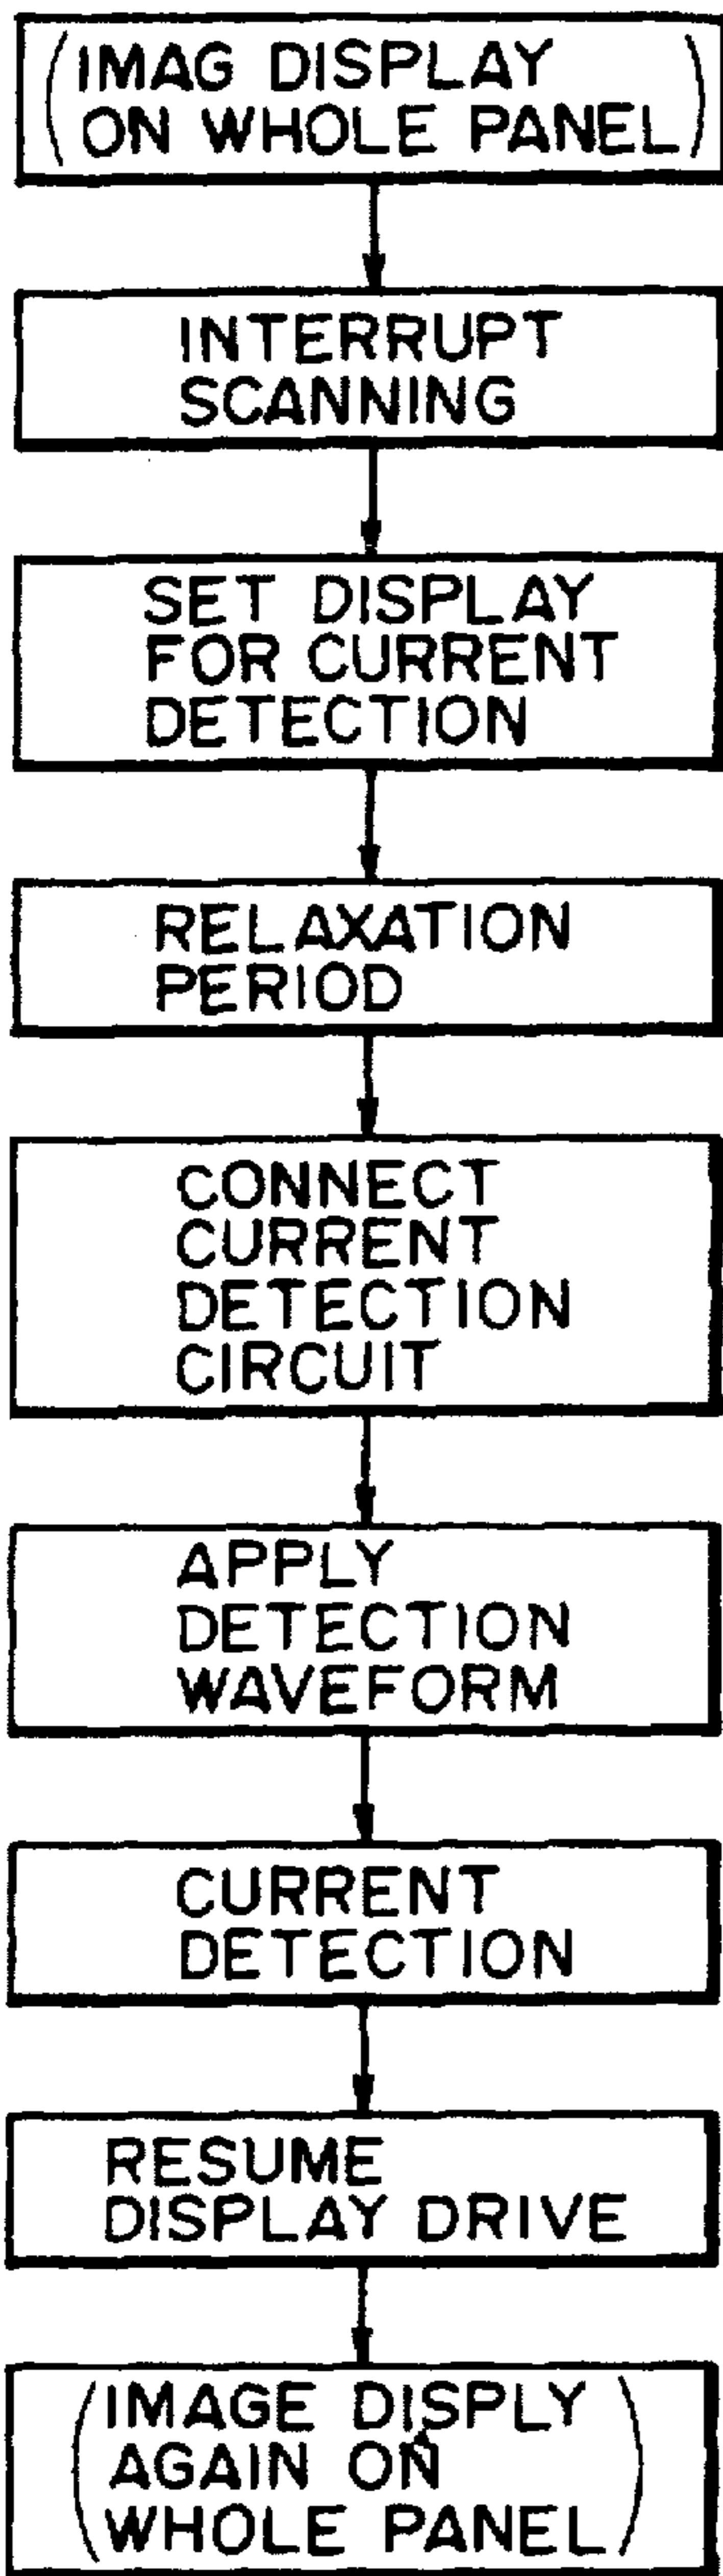 (IMAG DISPLAY
ON WHOLE PANEL)
INTERRUPT
SCANNING
SET DISPLAY
FOR CURRENT
DETECTION
RELAXATION
PERIOD
CONNECT
CURRENT
DETECTION
CIRCUIT
APPLY
DETECTION
WAVEFORM
CURRENT
DETECTION
RESUME
DISPLAY DRIVE
(IMAGE DISPLY
AGAIN ON
WHOLE PANEL)